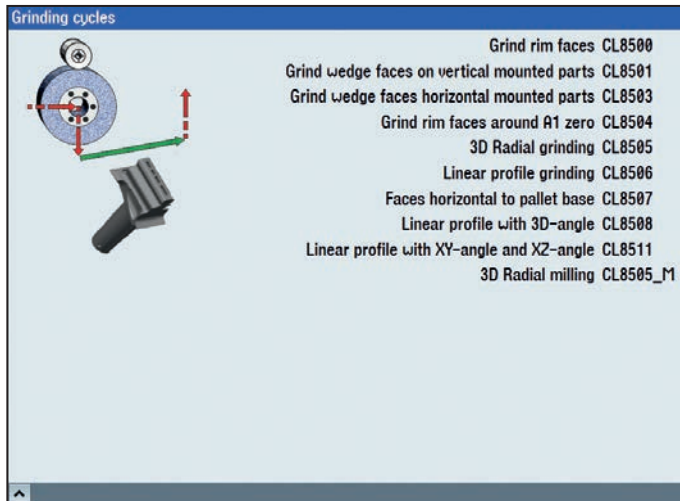 Grinding cycles
Grind rim faces CL8500
Grind wedge faces on vertical mounted parts CL8501
Grind wedge faces horizontal mounted parts CL8503
Grind rim faces around A1 zero CL8504
3D Radial grinding CL8505
Linear profile grinding CL8506
Faces horizontal to pallet base CL8507
Linear profile with 3D-angle CL8508
Linear profile with XY-angle and XZ-angle CL8511
3D Radial milling CL8505_M